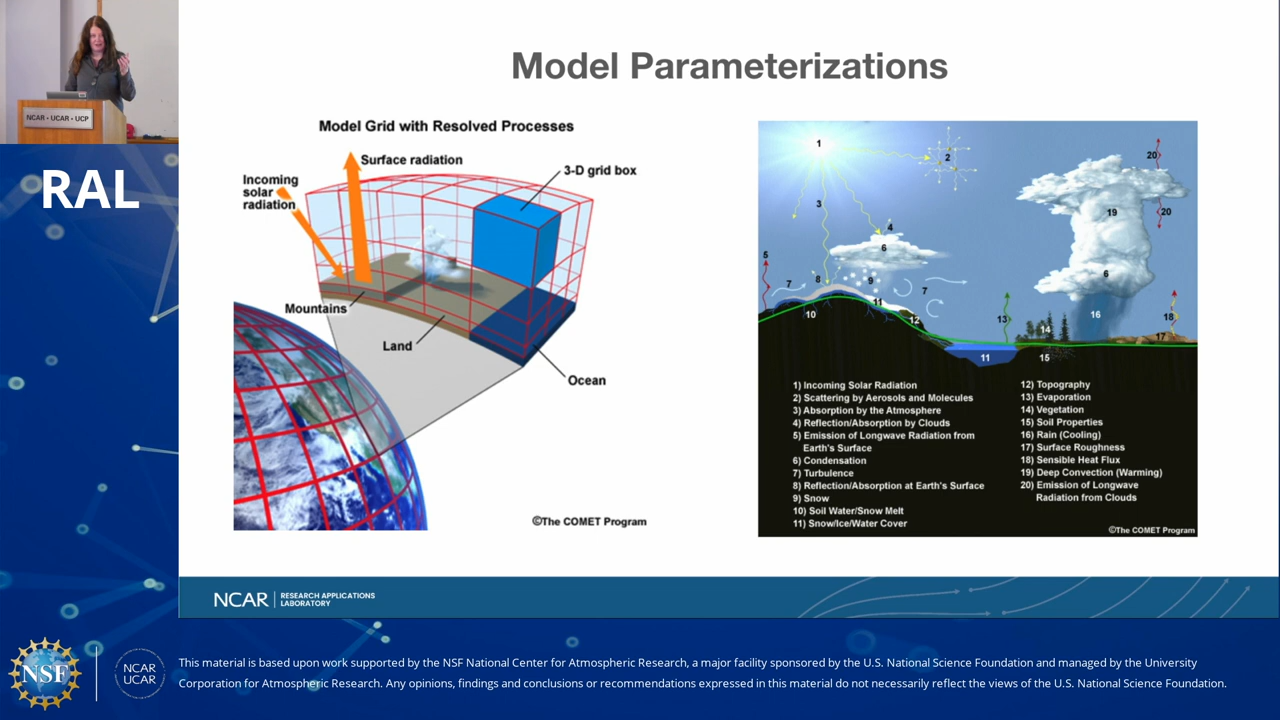 NCAR • UCAR • UCP
RAL
Model Parameterizations
Model Grid with Resolved Processes
Surface radiation
Incoming
solar
radiation
3-D grid box
Mountains
Land
Ocean
©The COMET Program
1
2
20
3
19
20
4
6
5
6
7
8
9
7
11
10
12
13
14
16
18
17
11
15
1) Incoming Solar Radiation
2) Scattering by Aerosols and Molecules
3) Absorption by the Atmosphere
4) Reflection/Absorption by Clouds
5) Emission of Longwave Radiation from
Earth's Surface
6) Condensation
7) Turbulence
8) Reflection/Absorption at Earth's Surface
9) Snow
10) Soil Water/Snow Melt
11) Snow/Ice/Water Cover
12) Topography
13) Evaporation
14) Vegetation
15) Soil Properties
16) Rain (Cooling)
17) Surface Roughness
18) Sensible Heat Flux
19) Deep Convection (Warming)
20) Emission of Longwave
Radiation from Clouds
©The COMET Program
NCAR
RESEARCH APPLICATIONS
LABORATORY
NSF
NCAR
UCAR
This material is based upon work supported by the NSF National Center for Atmospheric Research, a major facility sponsored by the U.S. National Science Foundation and managed by the University
Corporation for Atmospheric Research. Any opinions, findings and conclusions or recommendations expressed in this material do not necessarily reflect the views of the U.S. National Science Foundation.